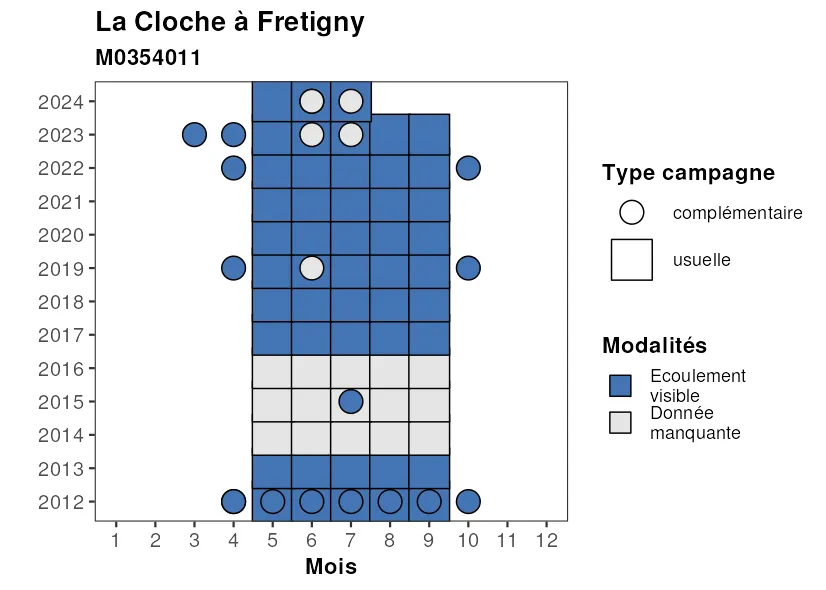 La Cloche à Fretigny
M0354011
2024
2023
2022
2021
2020
2019
2018
2017
2016
2015
2014
2013
2012
1 2 3 4 5 6 7 8 9 10 11 12
Mois
Type campagne
complémentaire
usuelle
Modalités
Ecoulement
visible
Donnée
manquante